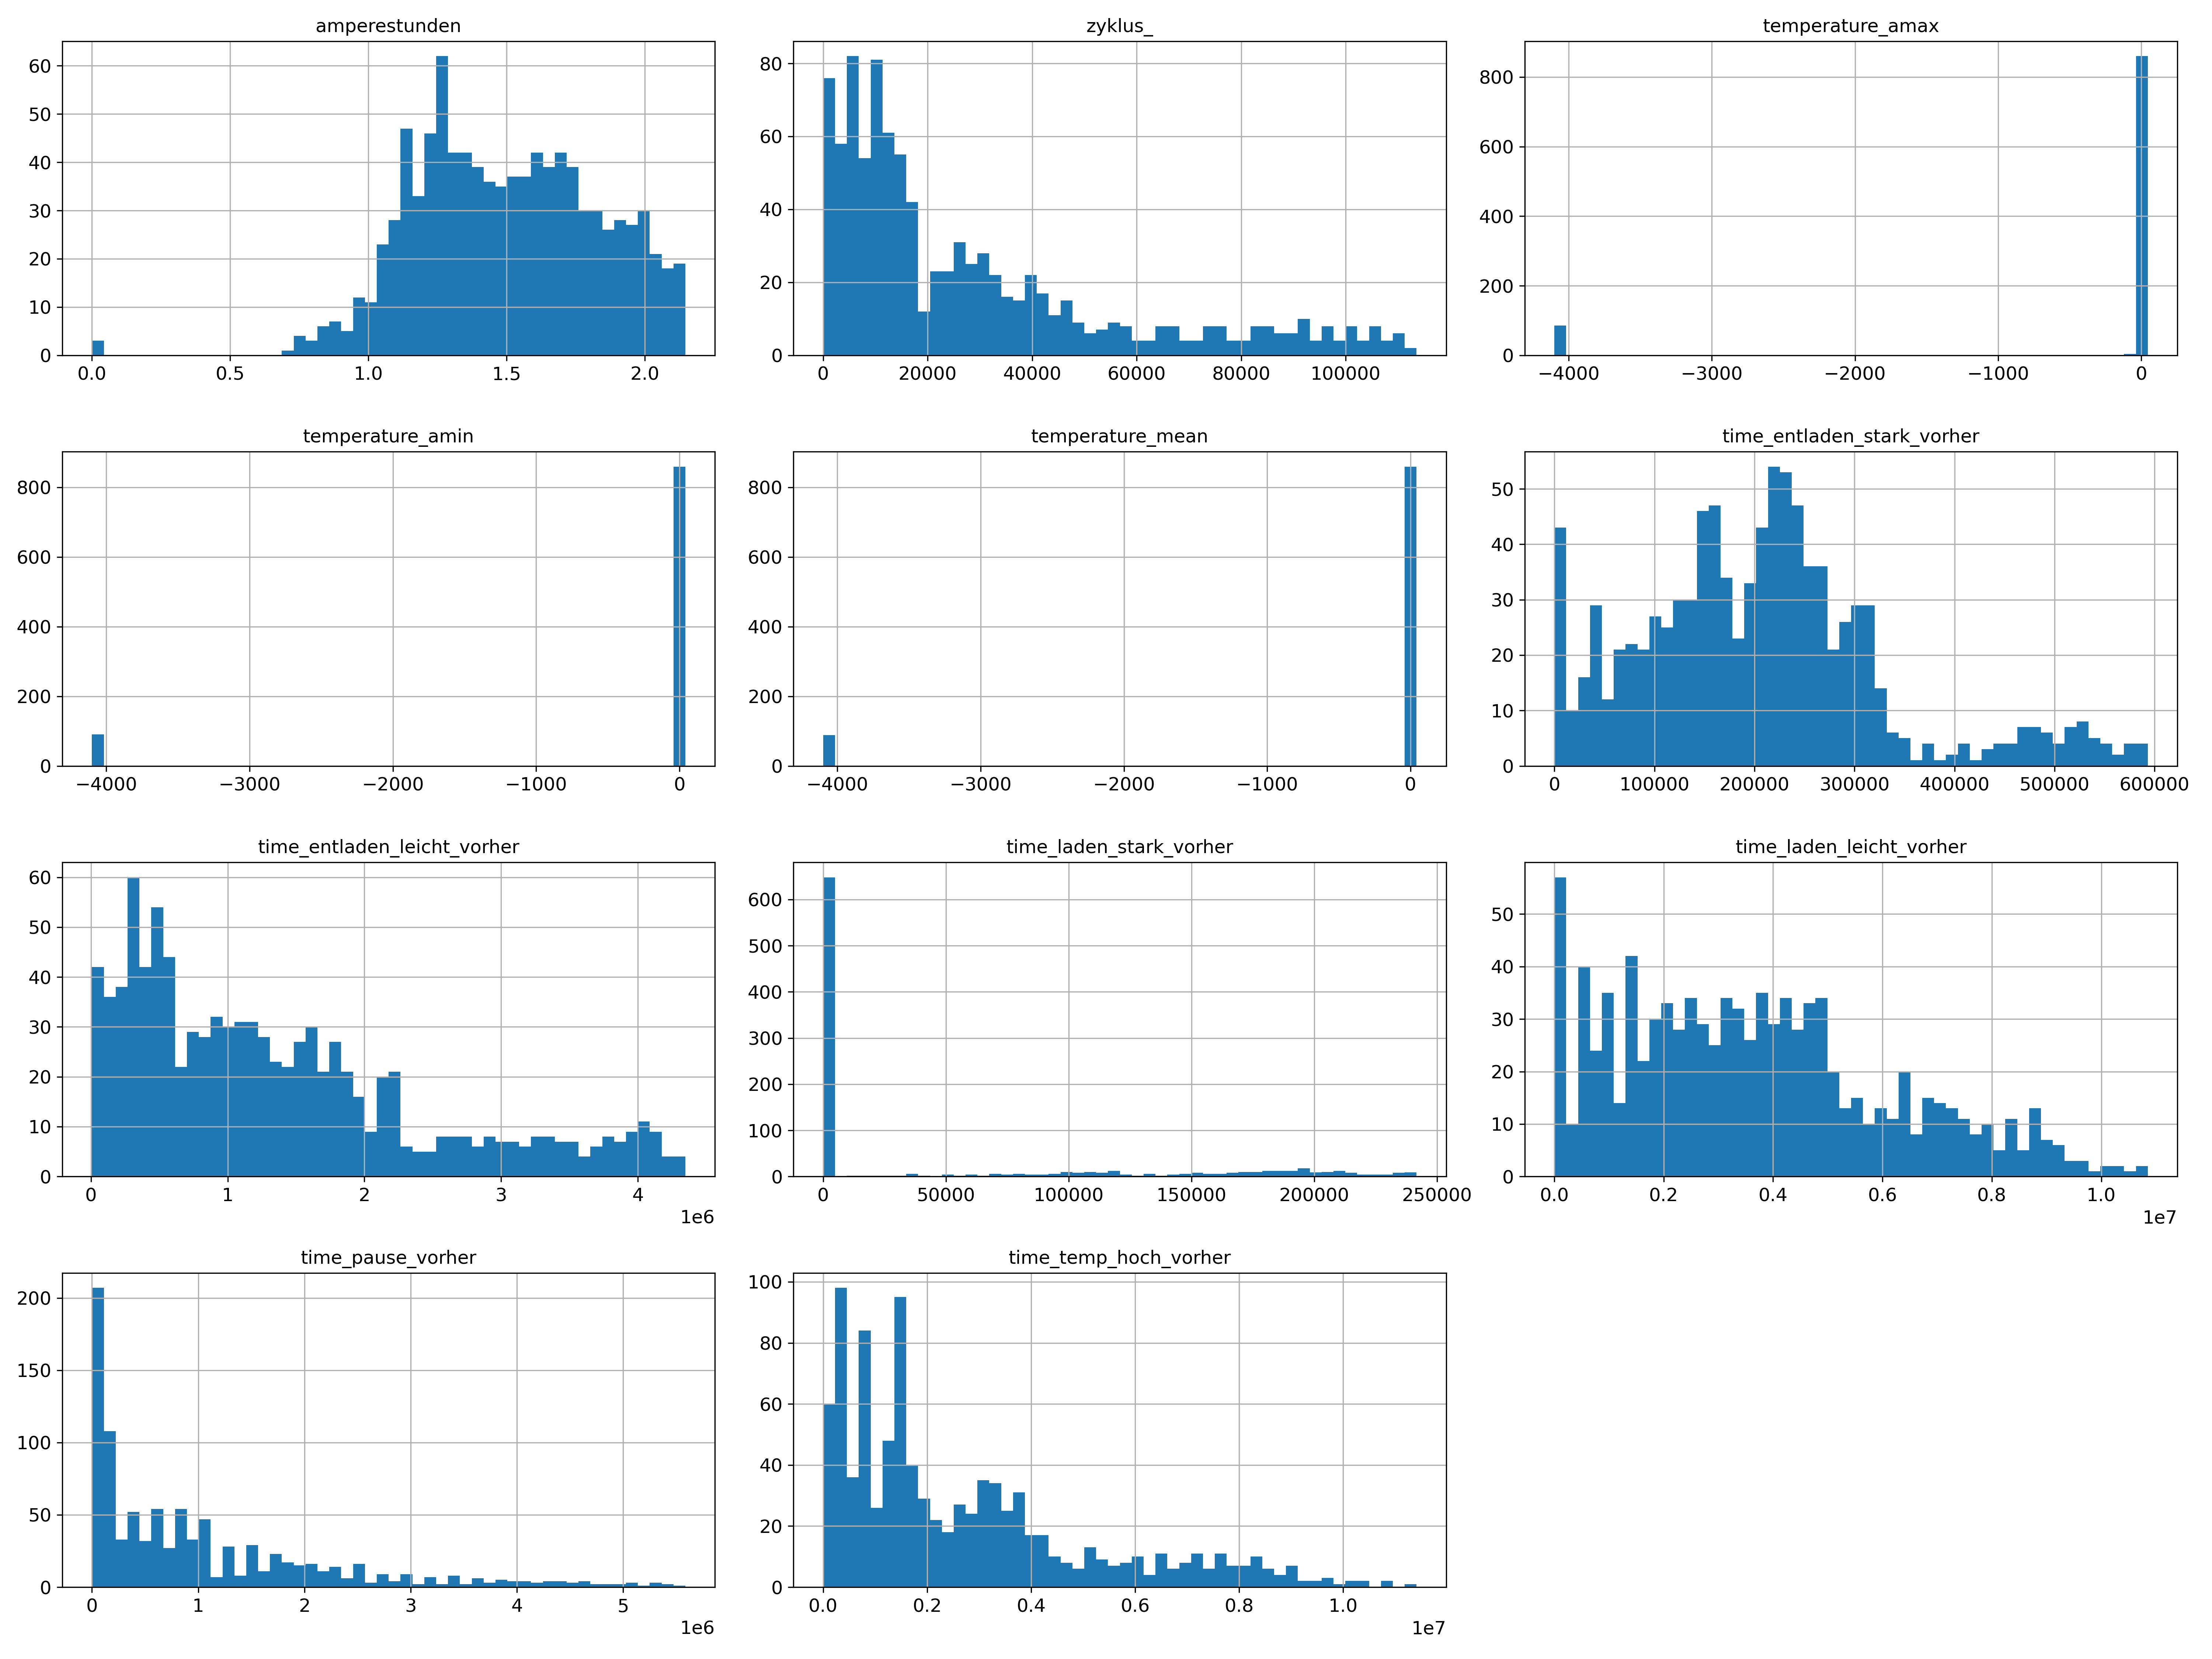 amperestunden
60
50
40
30
20
10
0
0.0 0.5 1.0 1.5 2.0
zyklus_
80
60
40
20
0
0 20000 40000 60000 80000 100000
temperature_amax
800
600
400
200
0
−4000 −3000 −2000 −1000 0
temperature_amin
800
600
400
200
0
−4000 −3000 −2000 −1000 0
temperature_mean
800
600
400
200
0
−4000 −3000 −2000 −1000 0
time_entladen_stark_vorher
50
40
30
20
10
0
0 100000 200000 300000 400000 500000 600000
time_entladen_leicht_vorher
60
50
40
30
20
10
0
0 1 2 3 4
1e6
time_laden_stark_vorher
600
500
400
300
200
100
0
0 50000 100000 150000 200000 250000
time_laden_leicht_vorher
50
40
30
20
10
0
0.0 0.2 0.4 0.6 0.8 1.0
1e7
time_pause_vorher
200
150
100
50
0
0 1 2 3 4 5
1e6
time_temp_hoch_vorher
100
80
60
40
20
0
0.0 0.2 0.4 0.6 0.8 1.0
1e7